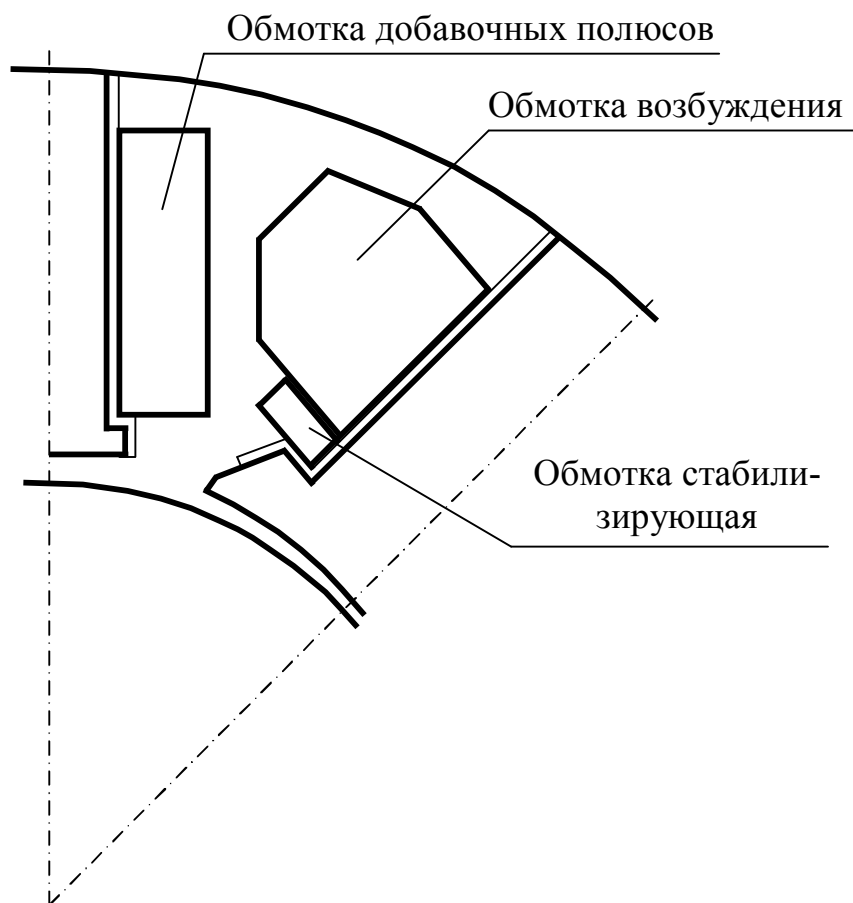 Обмотка добавочных полюсов
Обмотка возбуждения
Обмотка стабили-
зирующая